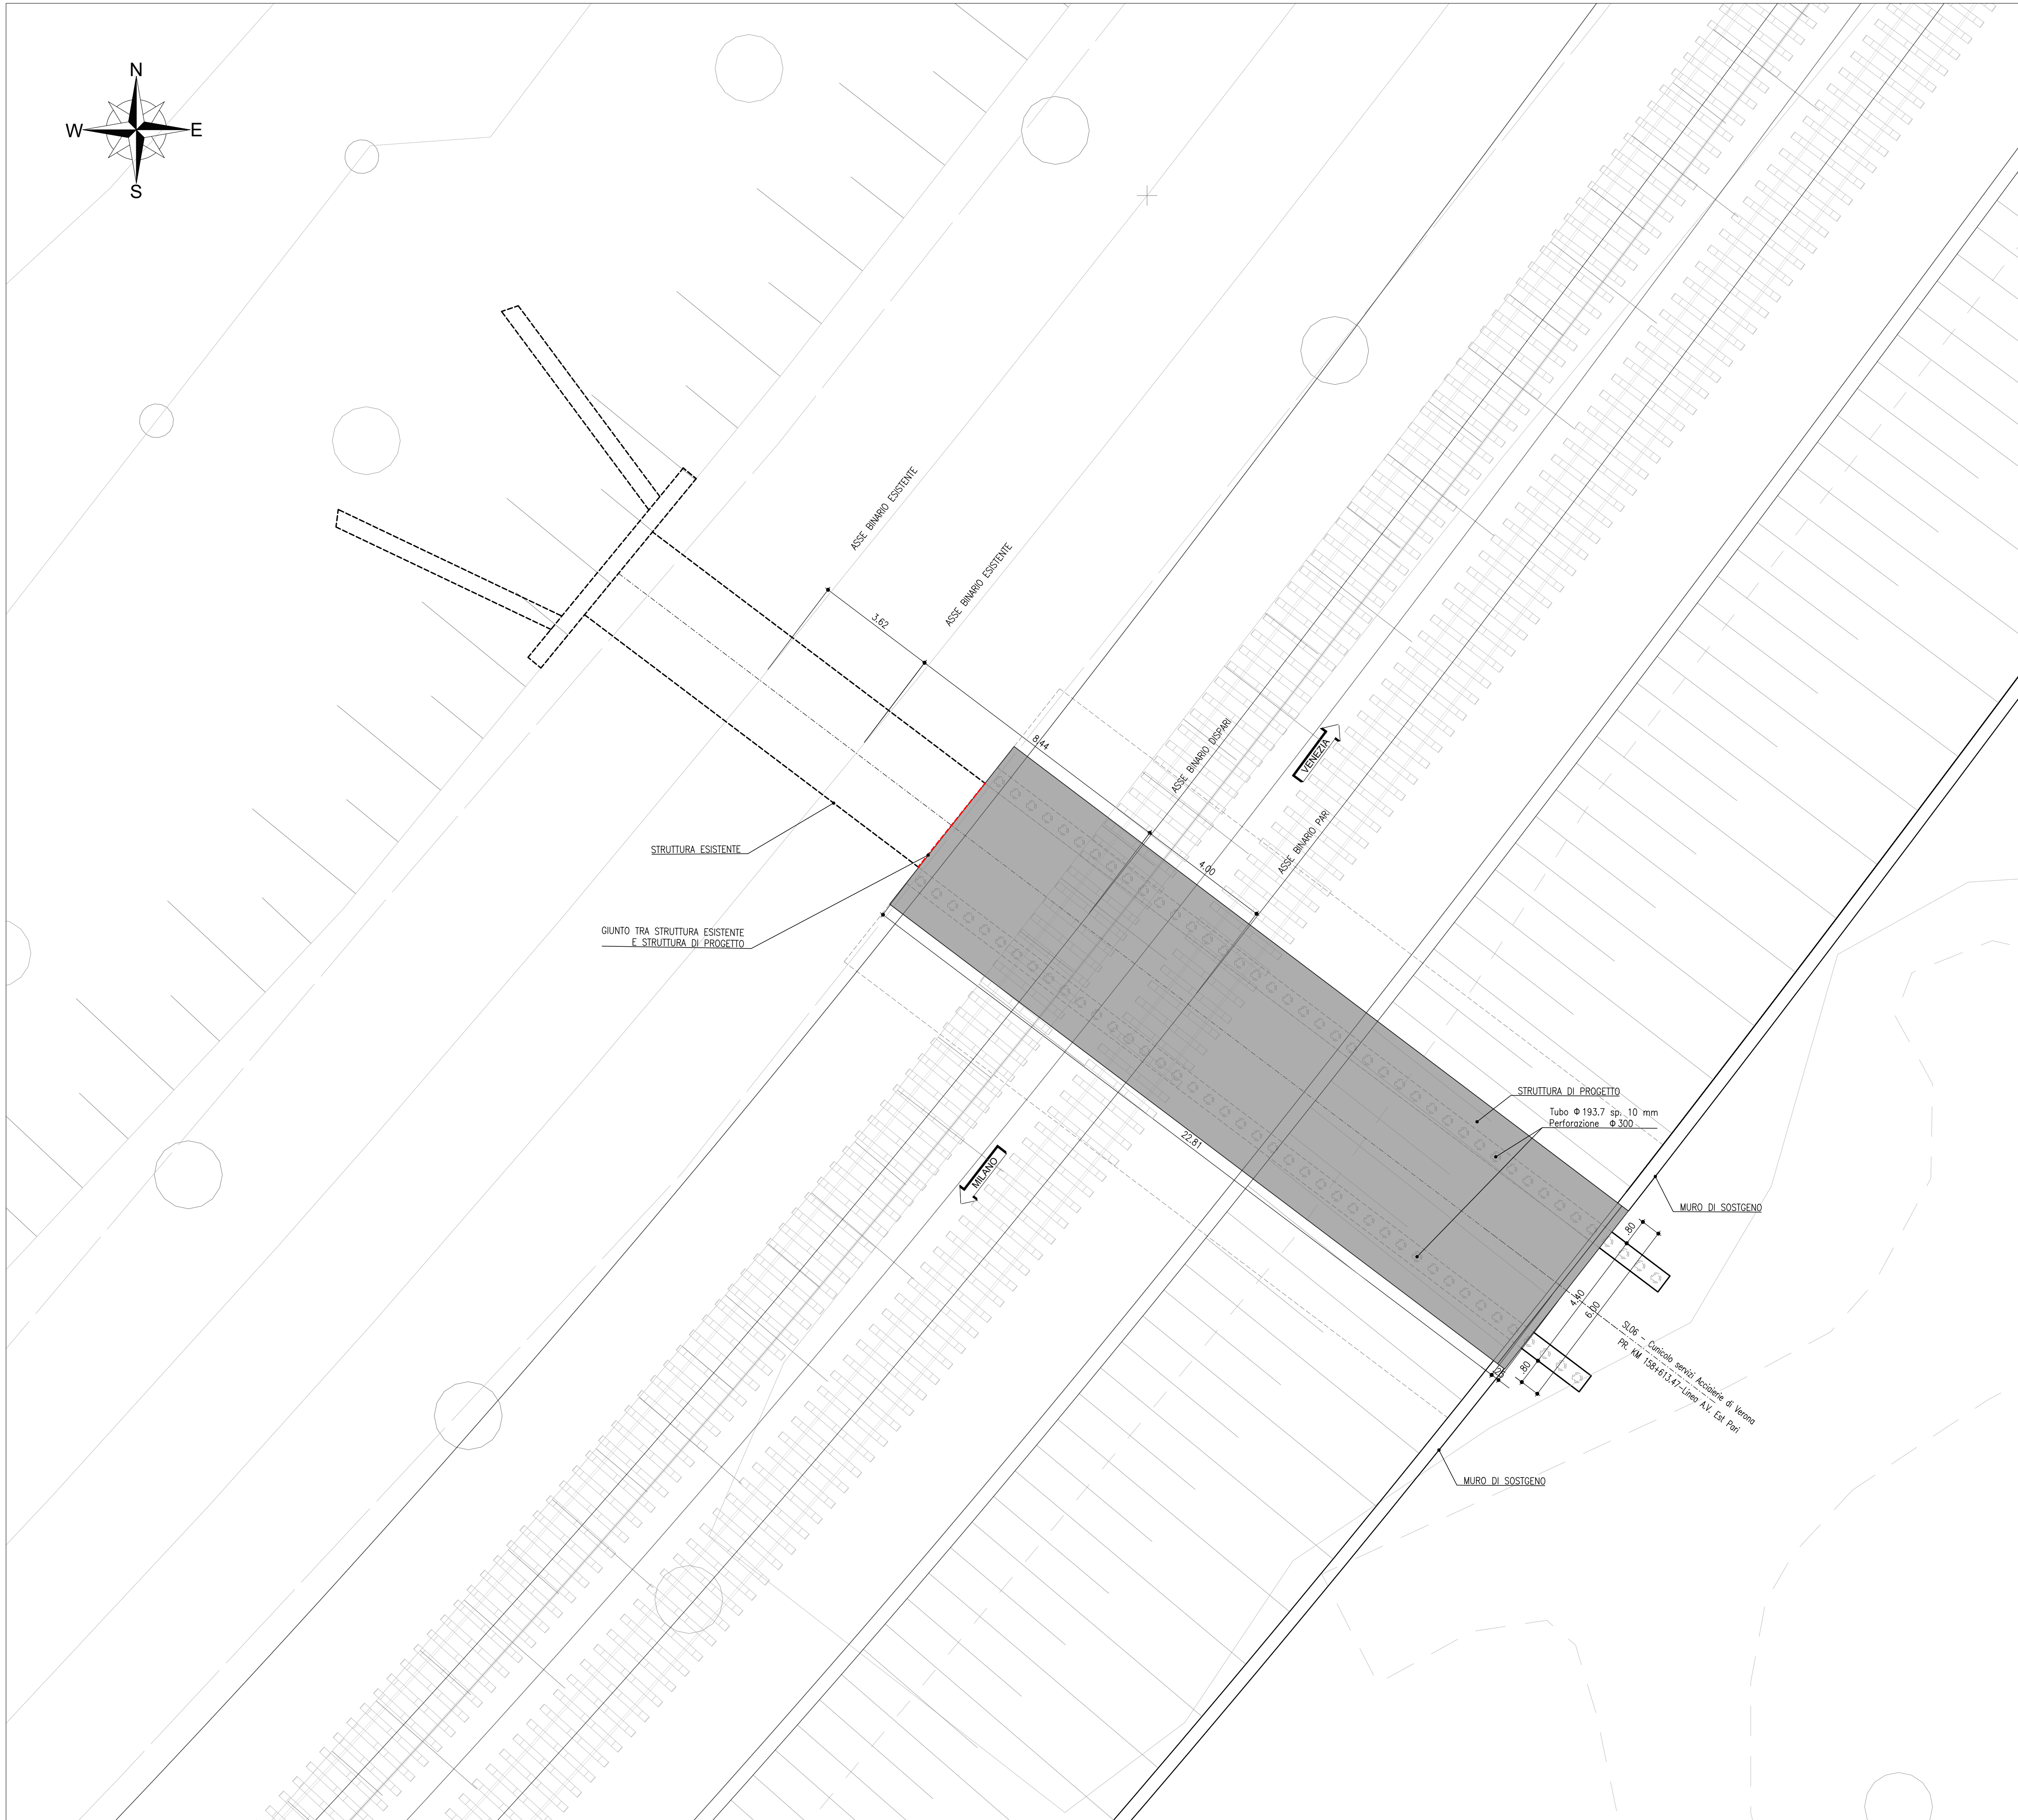 N
W E
S
ASSE BINARIO ESISTENTE
ASSE BINARIO ESISTENTE
3.62
8.44
ASSE BINARIO DISPARI
VENEZIA
ASSE BINARIO PARI
4.00
STRUTTURA ESISTENTE
GIUNTO TRA STRUTTURA ESISTENTE
E STRUTTURA DI PROGETTO
STRUTTURA DI PROGETTO
Tubo Φ 193.7 sp. 10 mm
Perforazione Φ 300
22.81
MILANO
MURO DI SOSTGENO
.80
4.40
6.00
.80
SL06 - Cunicolo servizi Acciaierie di Verona
PR. KM 158+613.47-Linea A.V. Est Pari
MURO DI SOSTGENO